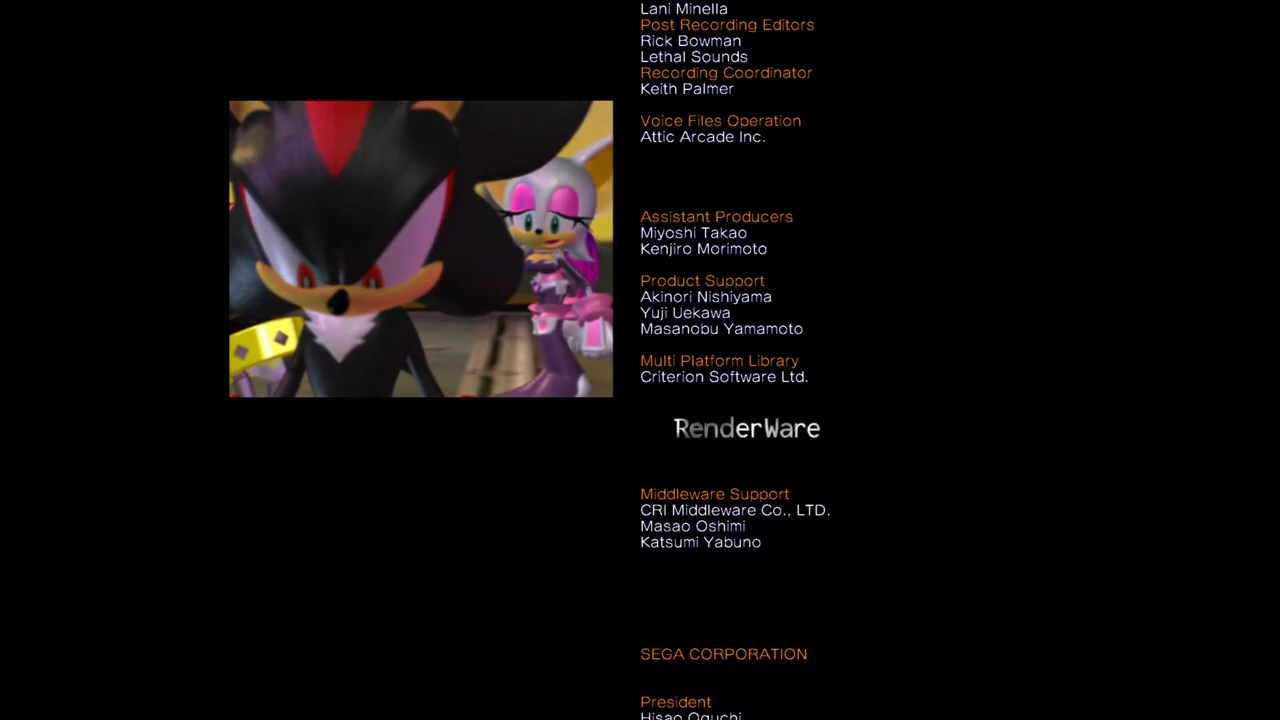 Lani Minella
Post Recording Editors
Rick Bowman
Lethal Sounds
Recording Coordinator
Keith Palmer
Voice Files Operation
Attic Arcade Inc.
Assistant Producers
Miyoshi Takao
Kenjiro Morimoto
Product Support
Akinori Nishiyama
Yuji Uekawa
Masanobu Yamamoto
Multi Platform Library
Criterion Software Ltd.
RenderWare
Middleware Support
CRI Middleware Co., LTD.
Masao Oshimi
Katsumi Yabuno
SEGA CORPORATION
President
Hisao Oguchi